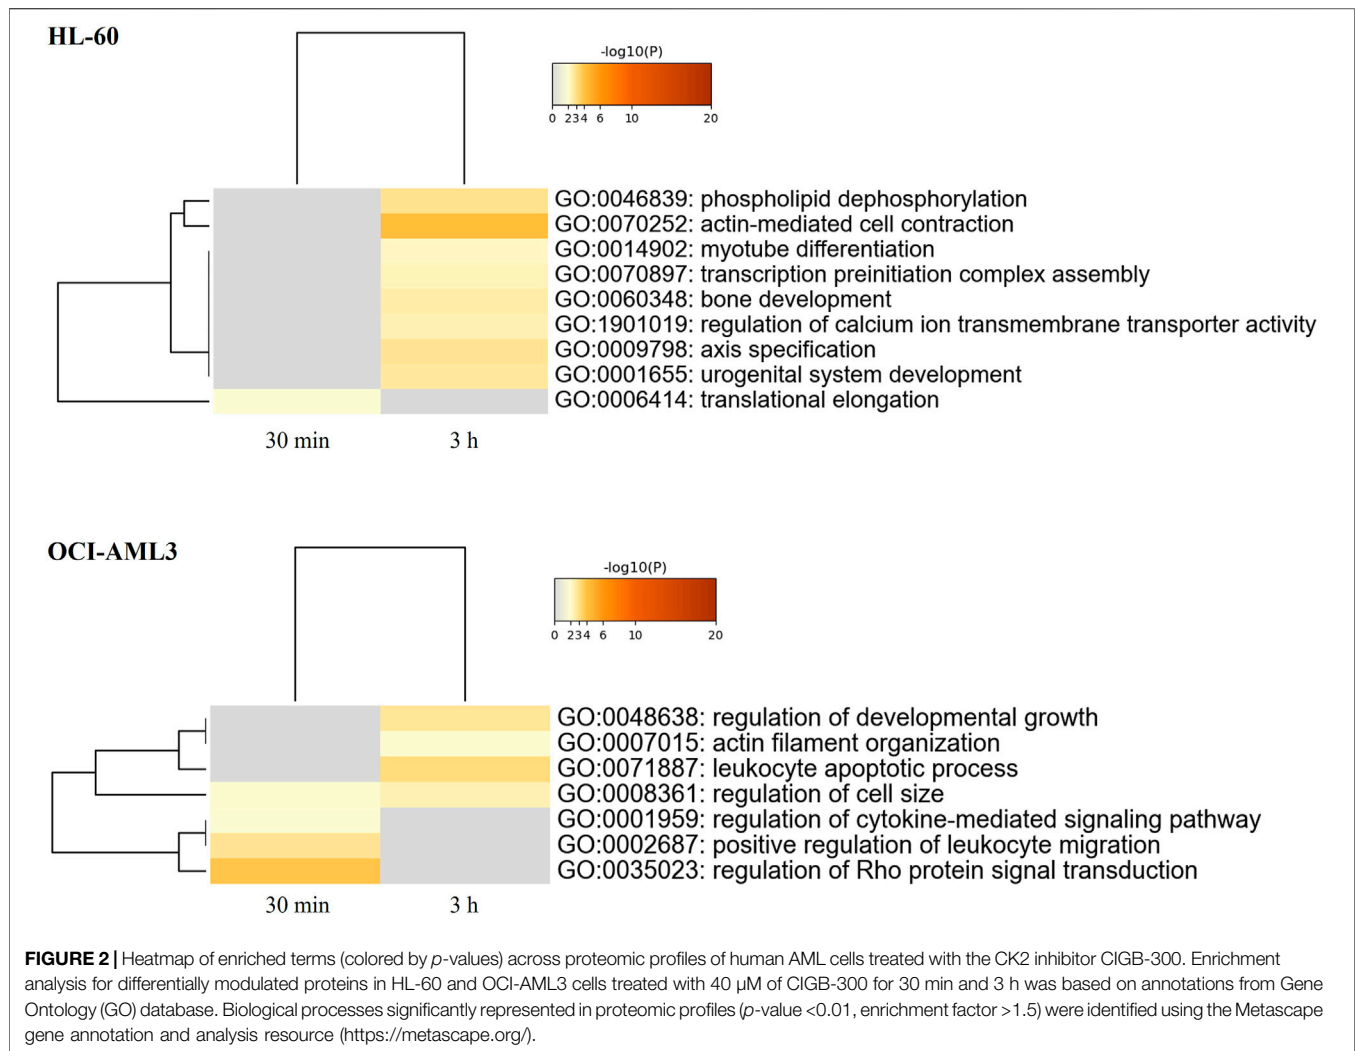 HL-60
-log10(P)
0 2 3 4 6 10 20
GO:0046839: phospholipid dephosphorylation
GO:0070252: actin-mediated cell contraction
GO:0014902: myotube differentiation
GO:0070897: transcription preinitiation complex assembly
GO:0060348: bone development
GO:1901019: regulation of calcium ion transmembrane transporter activity
GO:0009798: axis specification
GO:0001655: urogenital system development
GO:0006414: translational elongation
30 min 3 h
OCI-AML3
-log10(P)
0 2 3 4 6 10 20
GO:0048638: regulation of developmental growth
GO:0007015: actin filament organization
GO:0071887: leukocyte apoptotic process
GO:0008361: regulation of cell size
GO:0001959: regulation of cytokine-mediated signaling pathway
GO:0002687: positive regulation of leukocyte migration
GO:0035023: regulation of Rho protein signal transduction
30 min 3 h
FIGURE 2 | Heatmap of enriched terms (colored by p-values) across proteomic profiles of human AML cells treated with the CK2 inhibitor CIGB-300. Enrichment
analysis for differentially modulated proteins in HL-60 and OCI-AML3 cells treated with 40 µM of CIGB-300 for 30 min and 3 h was based on annotations from Gene
Ontology (GO) database. Biological processes significantly represented in proteomic profiles (p-value <0.01, enrichment factor >1.5) were identified using the Metascape
gene annotation and analysis resource (https://metascape.org/).